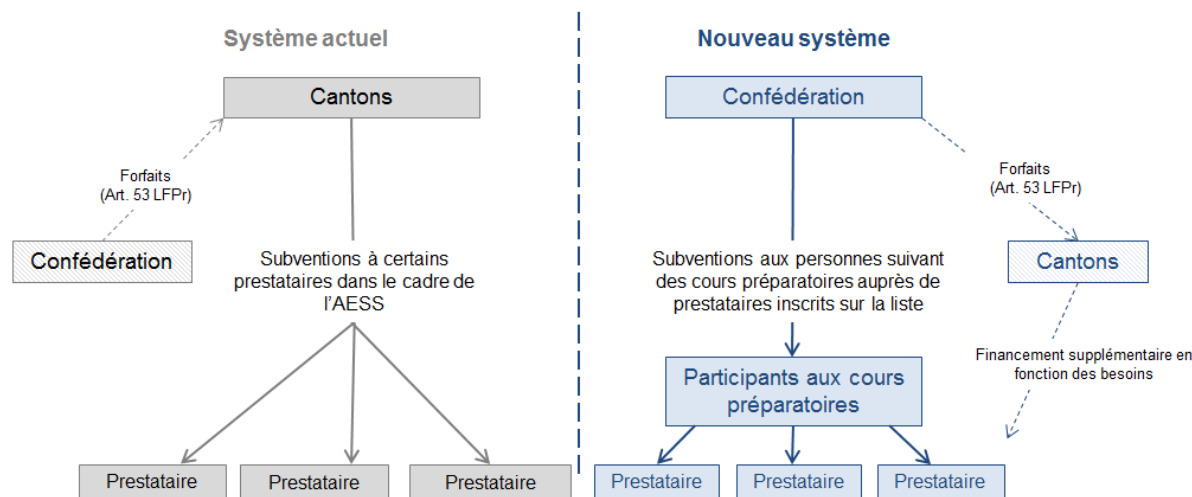 Système actuel
Cantons
Forfaits
(Art. 53 LFPr)
Confédération
Subventions à certains
prestataires dans le cadre de
l'AESS
Prestataire
Prestataire
Prestataire
Nouveau système
Confédération
Forfaits
(Art. 53 LFPr)
Cantons
Subventions aux personnes suivant
des cours préparatoires auprès de
prestataires inscrits sur la liste
Financement supplémentaire en
fonction des besoins
Participants aux cours
préparatoires
Prestataire
Prestataire
Prestataire